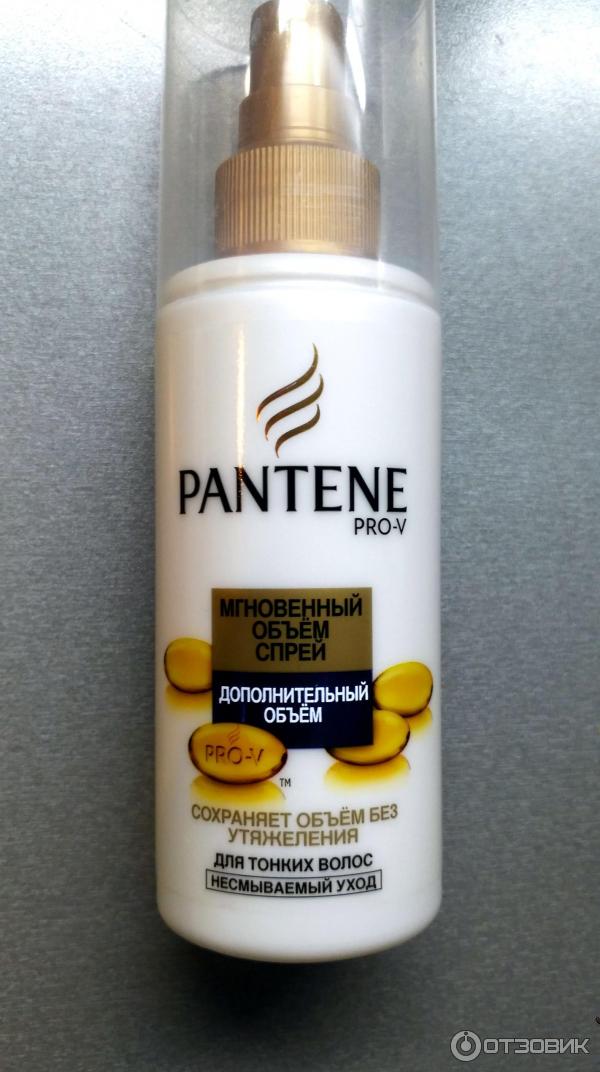 PANTENE
PRO-V
МГНОВЕННЫЙ
ОБЪЁМ
СПРЕЙ
ДОПОЛНИТЕЛЬНЫЙ
ОБЪЁМ
PRO-V
TM
СОХРАНЯЕТ ОБЪЁМ БЕЗ
УТЯЖЕЛЕНИЯ
ДЛЯ ТОНКИХ ВОЛОС
НЕСМЫВАЕМЫЙ УХОД
ОТЗОВИК